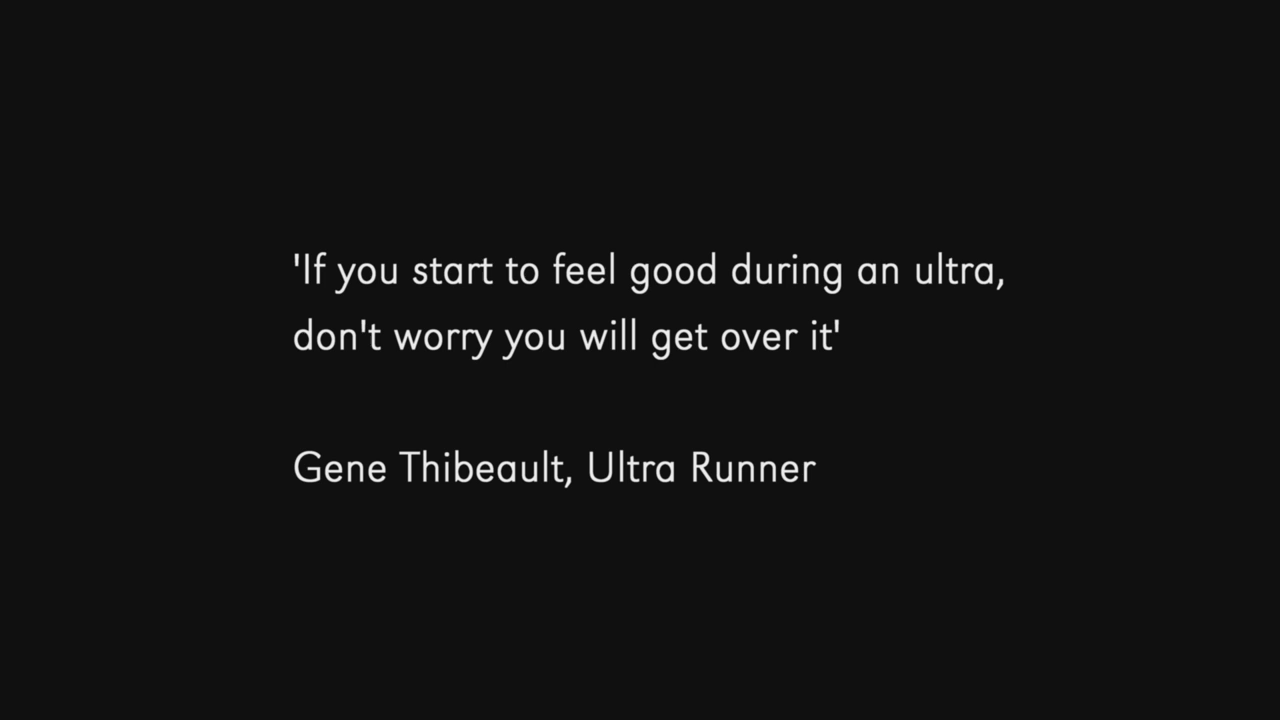 'If you start to feel good during an ultra,
don't worry you will get over it'
Gene Thibeault, Ultra Runner